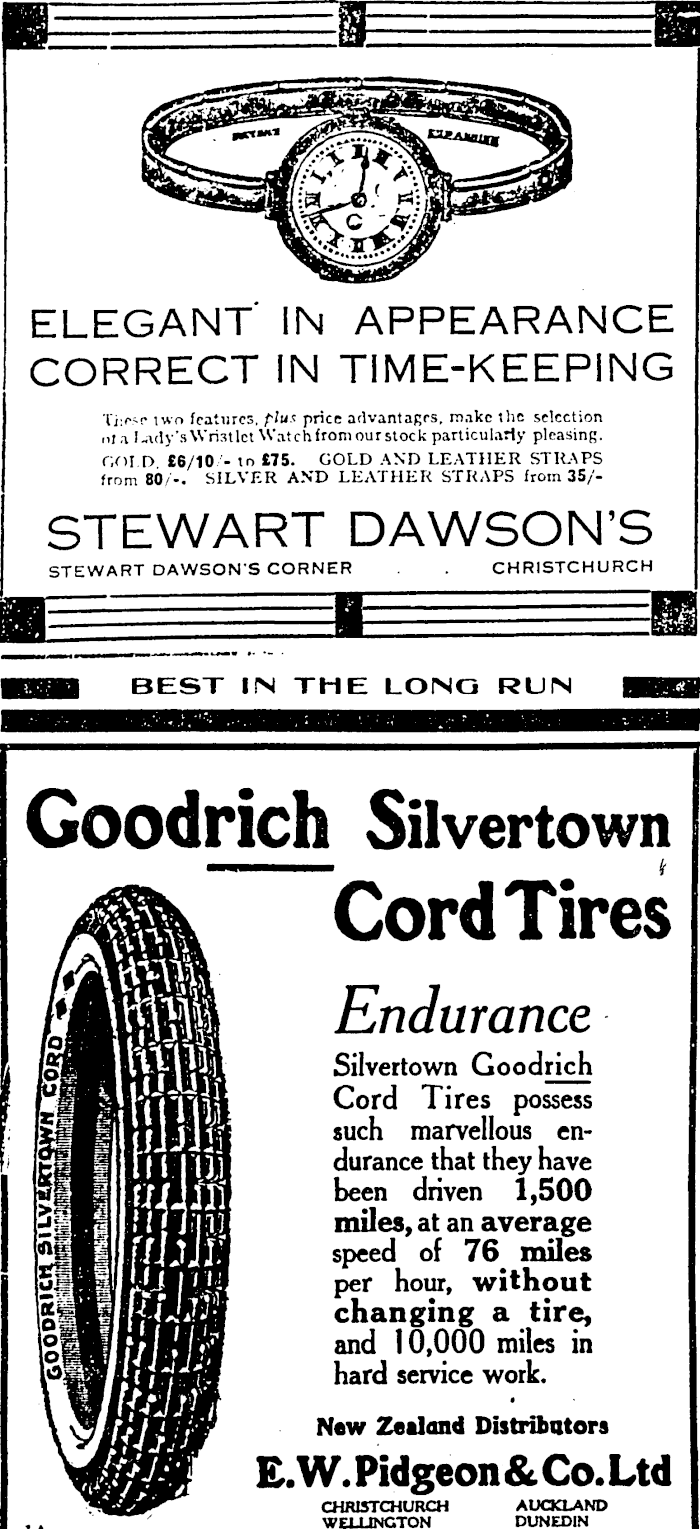 EXPANDING
ELEGANT IN APPEARANCE
CORRECT IN TIME-KEEPING
These two features, plus price advantages, make the selection
of a Lady's Wristlet Watch from our stock particularly pleasing.
GOLD, £6/10/- to £75. GOLD AND LEATHER STRAPS
from 80/-. SILVER AND LEATHER STRAPS from 35/-
STEWART DAWSON'S
STEWART DAWSON'S CORNER . . CHRISTCHURCH
BEST IN THE LONG RUN
Goodrich Silvertown
Cord Tires
GOODRICH SILVERTOWN CORD
Endurance
Silvertown Goodrich
Cord Tires possess
such marvellous en-
durance that they have
been driven 1,500
miles, at an average
speed of 76 miles
per hour, without
changing a tire,
and 10,000 miles in
hard service work.
New Zealand Distributors
E.W. Pidgeon & Co. Ltd
CHRISTCHURCH AUCKLAND
WELLINGTON DUNEDIN